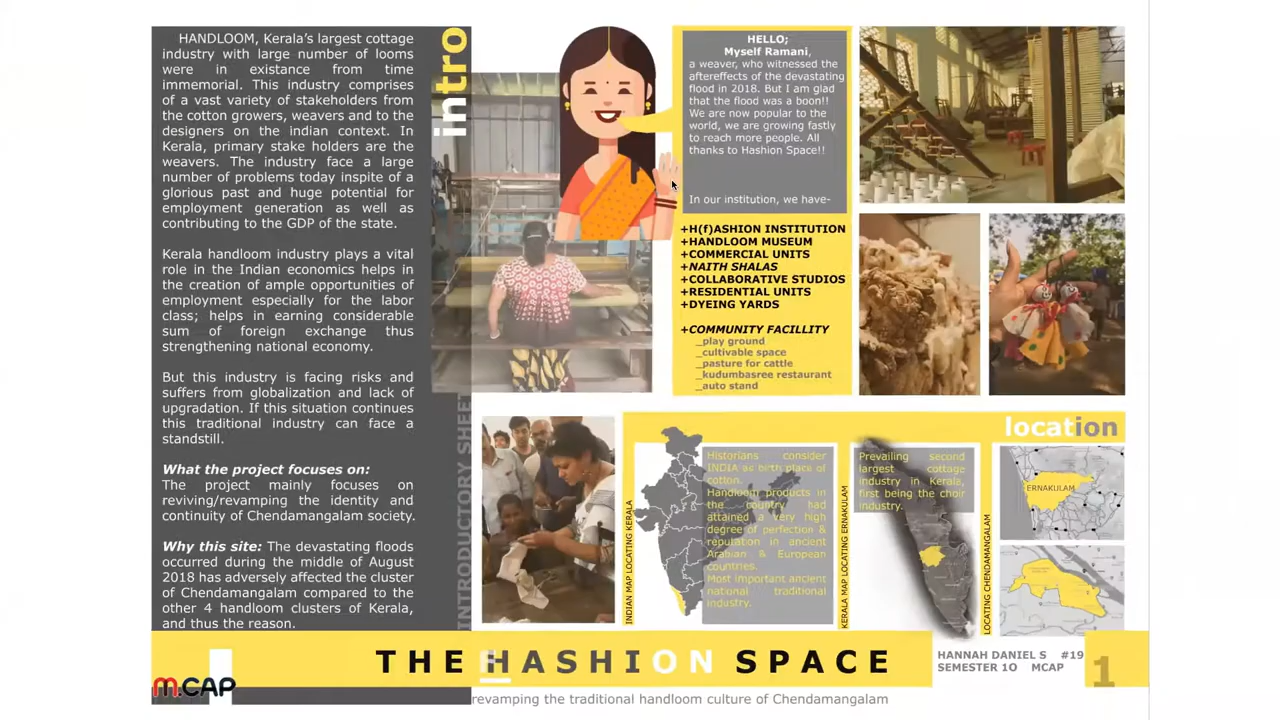 HANDLOOM, Kerala's largest cottage
industry with large number of looms
were in existance from time
immemorial. This industry comprises
of a vast variety of stakeholders from
the cotton growers, weavers and to the
designers on the indian context. In
Kerala, primary stake holders are the
weavers. The industry face a large
number of problems today inspite of a
glorious past and huge potential for
employment generation as well as
contributing to the GDP of the state.
Kerala handloom industry plays a vital
role in the Indian economics helps in
the creation of ample opportunities of
employment especially for the labor
class; helps in earning considerable
sum of foreign exchange thus
strengthening national economy.
But this industry is facing risks and
suffers from globalization and lack of
upgradation. If this situation continues
this traditional industry can face a
standstill.
What the project focuses on:
The project mainly focuses on
reviving/revamping the identity and
continuity of Chendamangalam society.
Why this site: The devastating floods
occurred during the middle of August
2018 has adversely affected the cluster
of Chendamangalam compared to the
other 4 handloom clusters of Kerala,
and thus the reason.
intro
INTRODUCTORY SHEET
HELLO;
Myself Ramani,
a weaver, who witnessed the
aftereffects of the devastating
flood in 2018. But I am glad
that the flood was a boon!!
We are now popular to the
world, we are growing fastly
to reach more people. All
thanks to Hashion Space!!
In our institution, we have-
+H(f)ASHION INSTITUTION
+HANDLOOM MUSEUM
+COMMERCIAL UNITS
+NAITH SHALAS
+COLLABORATIVE STUDIOS
+RESIDENTIAL UNITS
+DYEING YARDS
+COMMUNITY FACILLITY
_play ground
_cultivable space
_pasture for cattle
_kudumbasree restaurant
_auto stand
location
INDIAN MAP LOCATING KERALA
Historians consider
INDIA as birth place of
cotton.
Handloom products in
the country had
attained a very high
degree of perfection &
reputation in ancient
Arabian & European
countries.
Most important ancient
national traditional
industry.
KERALA MAP LOCATING ERNAKULAM
Prevailing second
largest cottage
industry in Kerala,
first being the choir
industry.
LOCATING CHENDAMANGALAM
ERNAKULAM
THE HASHION SPACE
F
HANNAH DANIEL S #19
SEMESTER 1O MCAP
1
m.CAP
revamping the traditional handloom culture of Chendamangalam